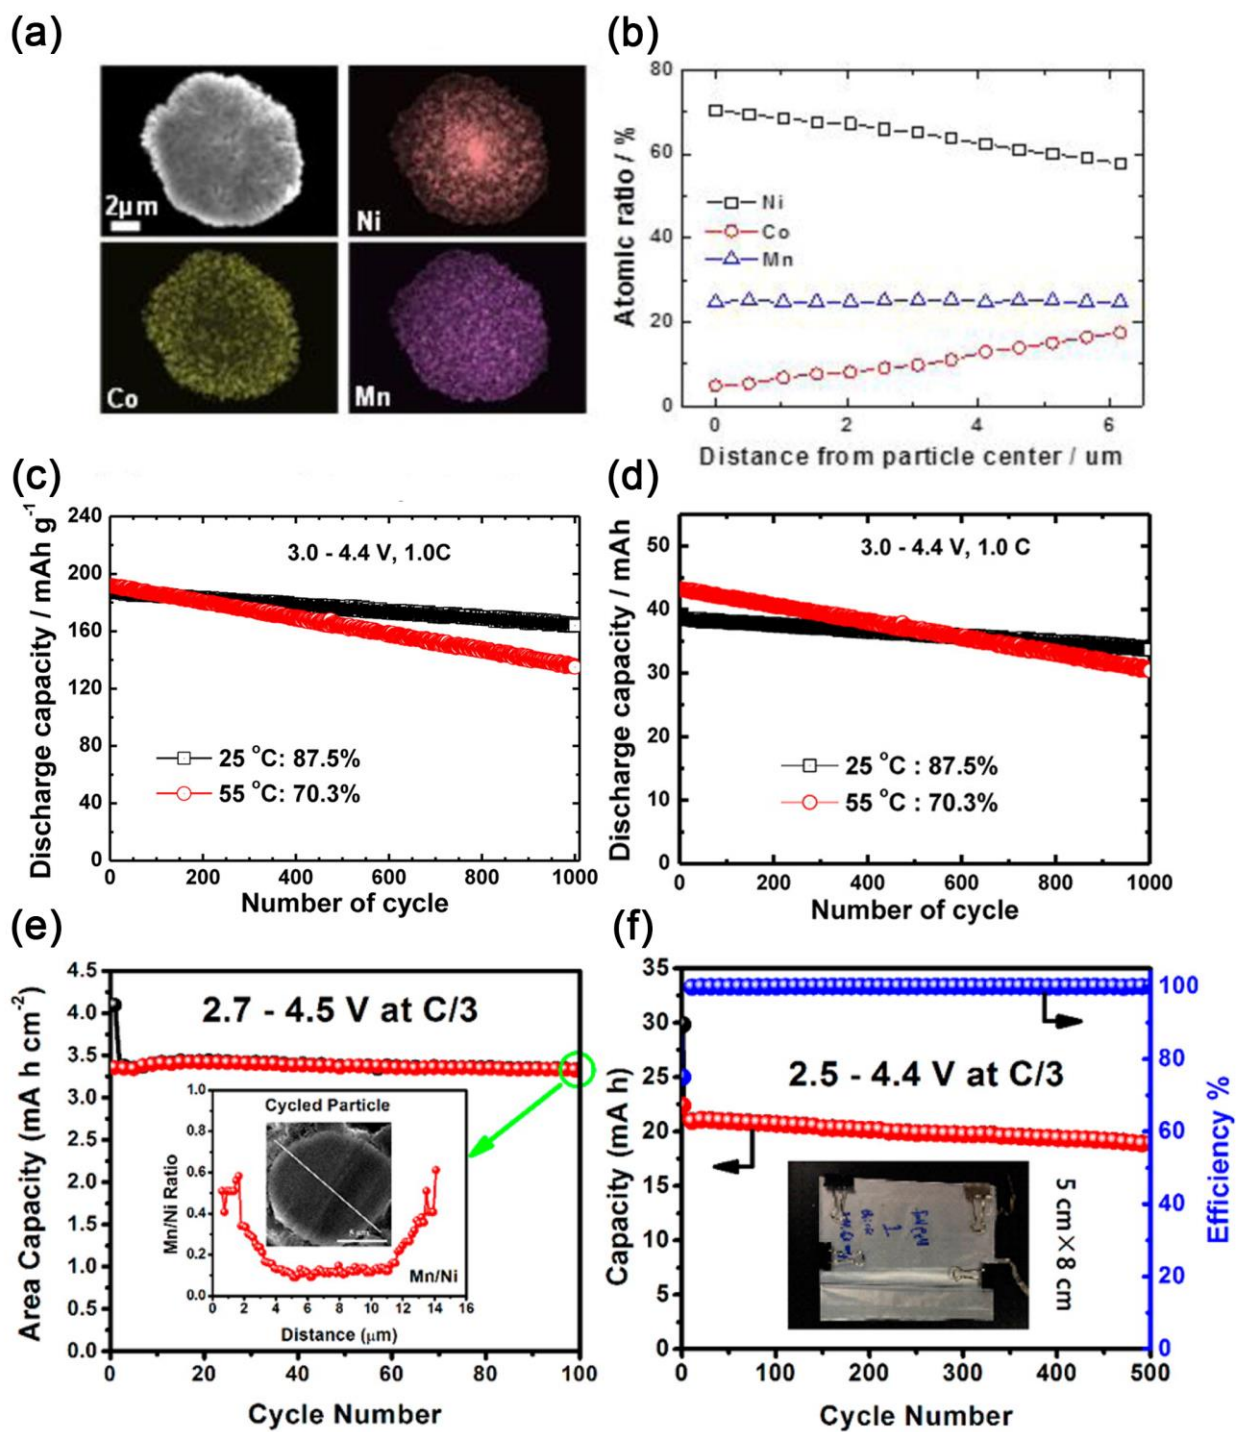 (a)
2μm
Ni
Co
Mn
(b)
80
60
40
20
0
Atomic ratio / %
Ni
Co
Mn
0
2
4
6
Distance from particle center / um
(c)
240
200
160
120
80
40
0
Discharge capacity / mAh g⁻¹
3.0 - 4.4 V, 1.0C
25 °C: 87.5%
55 °C: 70.3%
0
200
400
600
800
1000
Number of cycle
(d)
50
40
30
20
10
0
Discharge capacity / mAh
3.0 - 4.4 V, 1.0 C
25 °C : 87.5%
55 °C : 70.3%
0
200
400
600
800
1000
Number of cycle
(e)
4.5
4.0
3.5
3.0
2.5
2.0
1.5
1.0
0.5
0.0
Area Capacity (mA h cm⁻²)
2.7 - 4.5 V at C/3
1.0
0.8
0.6
0.4
0.2
0.0
Mn/Ni Ratio
Cycled Particle
Mn/Ni
0
2
4
6
8
10
12
14
16
Distance (μm)
0
20
40
60
80
100
Cycle Number
(f)
35
30
25
20
15
10
5
0
Capacity (mA h)
2.5 - 4.4 V at C/3
5 cm×8 cm
100
80
60
40
20
0
Efficiency %
0
100
200
300
400
500
Cycle Number